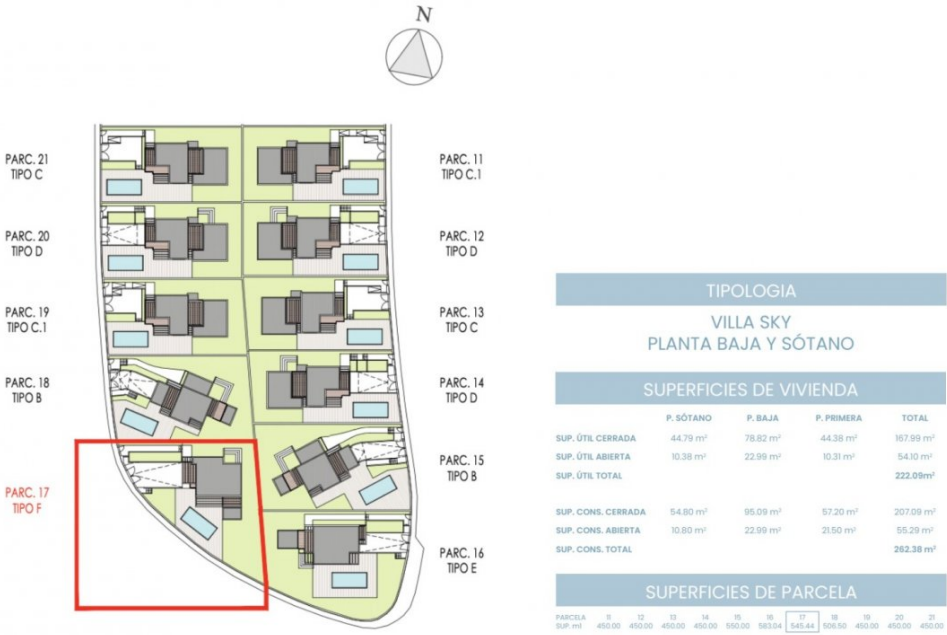 N
PARC. 21
TIPO C
PARC. 20
TIPO D
PARC. 19
TIPO C.1
PARC. 18
TIPO B
PARC. 17
TIPO F
PARC. 11
TIPO C.1
PARC. 12
TIPO D
PARC. 13
TIPO C
PARC. 14
TIPO D
PARC. 15
TIPO B
PARC. 16
TIPO E
TIPOLOGIA
VILLA SKY
PLANTA BAJA Y SÓTANO
SUPERFICIES DE VIVIENDA
P. SÓTANO P. BAJA P. PRIMERA TOTAL
SUP. ÚTIL CERRADA 44.79 m² 78.82 m² 44.38 m² 167.99 m²
SUP. ÚTIL ABIERTA 10.38 m² 22.99 m² 10.31 m² 54.10 m²
SUP. ÚTIL TOTAL 222.09m²
SUP. CONS. CERRADA 54.80 m² 95.09 m² 57.20 m² 207.09 m²
SUP. CONS. ABIERTA 10.80 m² 22.99 m² 21.50 m² 55.29 m²
SUP. CONS. TOTAL 262.38 m²
SUPERFICIES DE PARCELA
PARCELA 11 12 13 14 15 16 17 18 19 20 21
SUP. ml 450.00 450.00 450.00 450.00 550.00 583.04 545.44 506.50 450.00 450.00 450.00